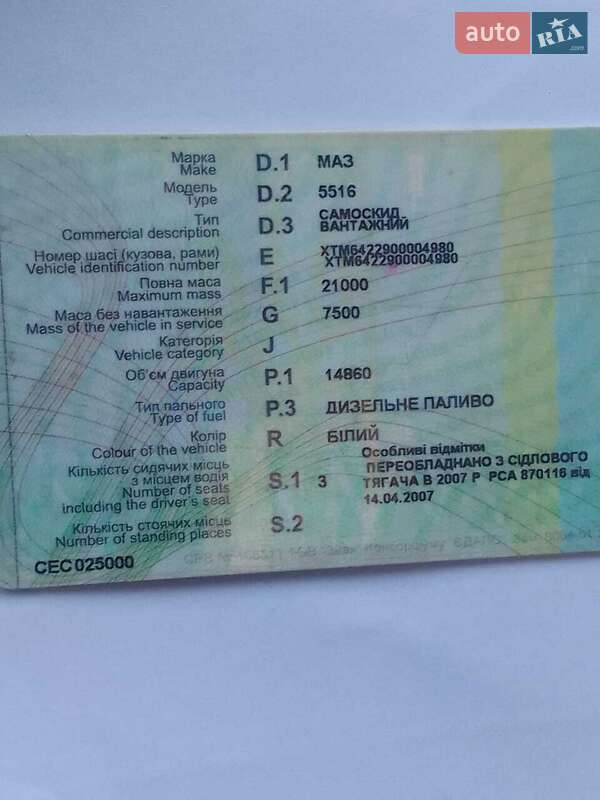 auto RIA .com
Марка D.1 МАЗ
Make
Модель D.2 5516
Type
Тип D.3 САМОСКИД
Commercial description ВАНТАЖНИЙ
Номер шасі (кузова, рами) E XTM6422900004980
Vehicle identification number XTM6422900004980
Повна маса F.1 21000
Maximum mass
Маса без навантаження G 7500
Mass of the vehicle in service
Категорія J
Vehicle category
Об'єм двигуна P.1 14860
Capacity
Тип пального P.3 ДИЗЕЛЬНЕ ПАЛИВО
Type of fuel
Колір R БІЛИЙ
Colour of the vehicle
Особливі відмітки
Кількість сидячих місць S.1 3 ПЕРЕОБЛАДНАНО З СІДЛОВОГО
з місцем водія ТЯГАЧА В 2007 Р РСА 870116 від
Number of seats 14.04.2007
including the driver's seat
Кількість стоячих місць S.2
Number of standing places
CEC 025000